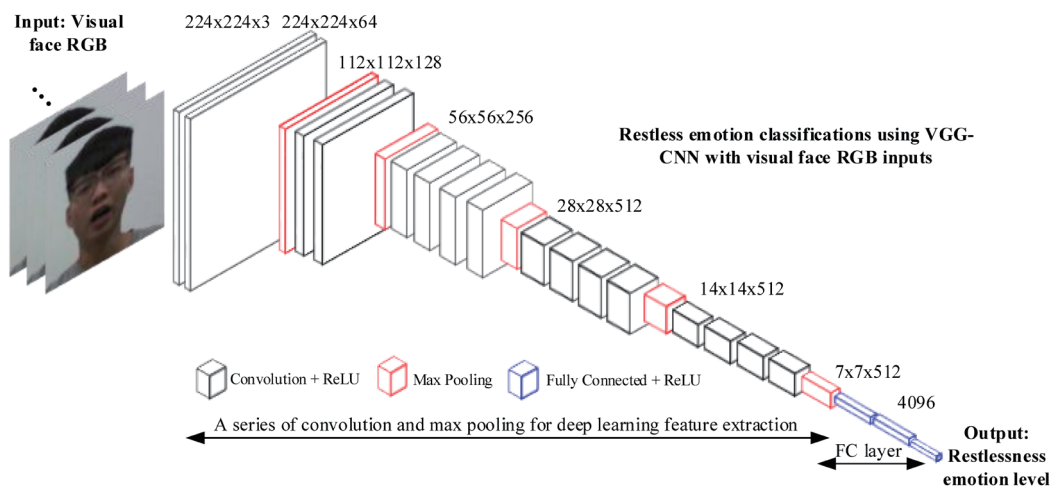 Input: Visual
face RGB
224x224x3
224x224x64
112x112x128
56x56x256
Restless emotion classifications using VGG-
CNN with visual face RGB inputs
28x28x512
14x14x512
Convolution + ReLU
Max Pooling
Fully Connected + ReLU
7x7x512
4096
A series of convolution and max pooling for deep learning feature extraction
FC layer
Output:
Restlessness
emotion level